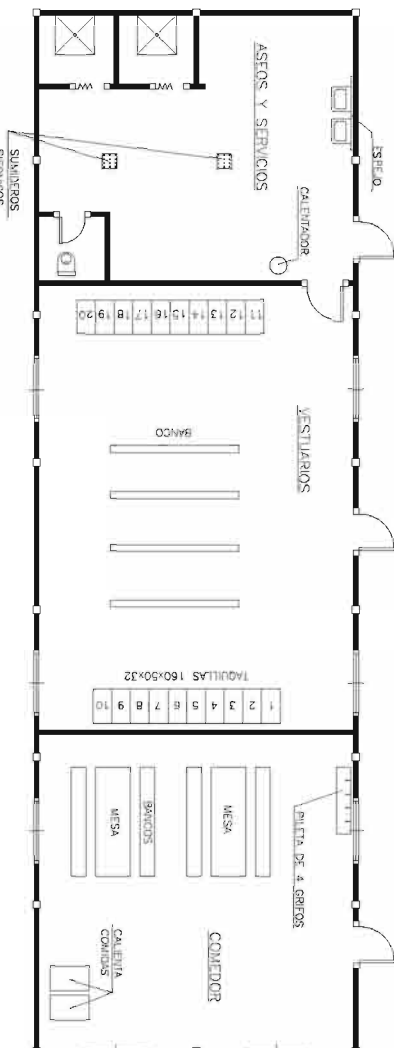 ESPEJO
ASEOS Y SERVICIOS
CALENTADOR
SUMIDEROS
SIFONICOS
11 12 13 14 15 16 17 18 19 20
VESTUARIOS
BANCO
TAQUILLAS 160x50x32
1 2 3 4 5 6 7 8 9 10
PILETA DE 4 GRIFOS
MESA
BANCOS
MESA
COMEDOR
CALIENTA
COMIDAS